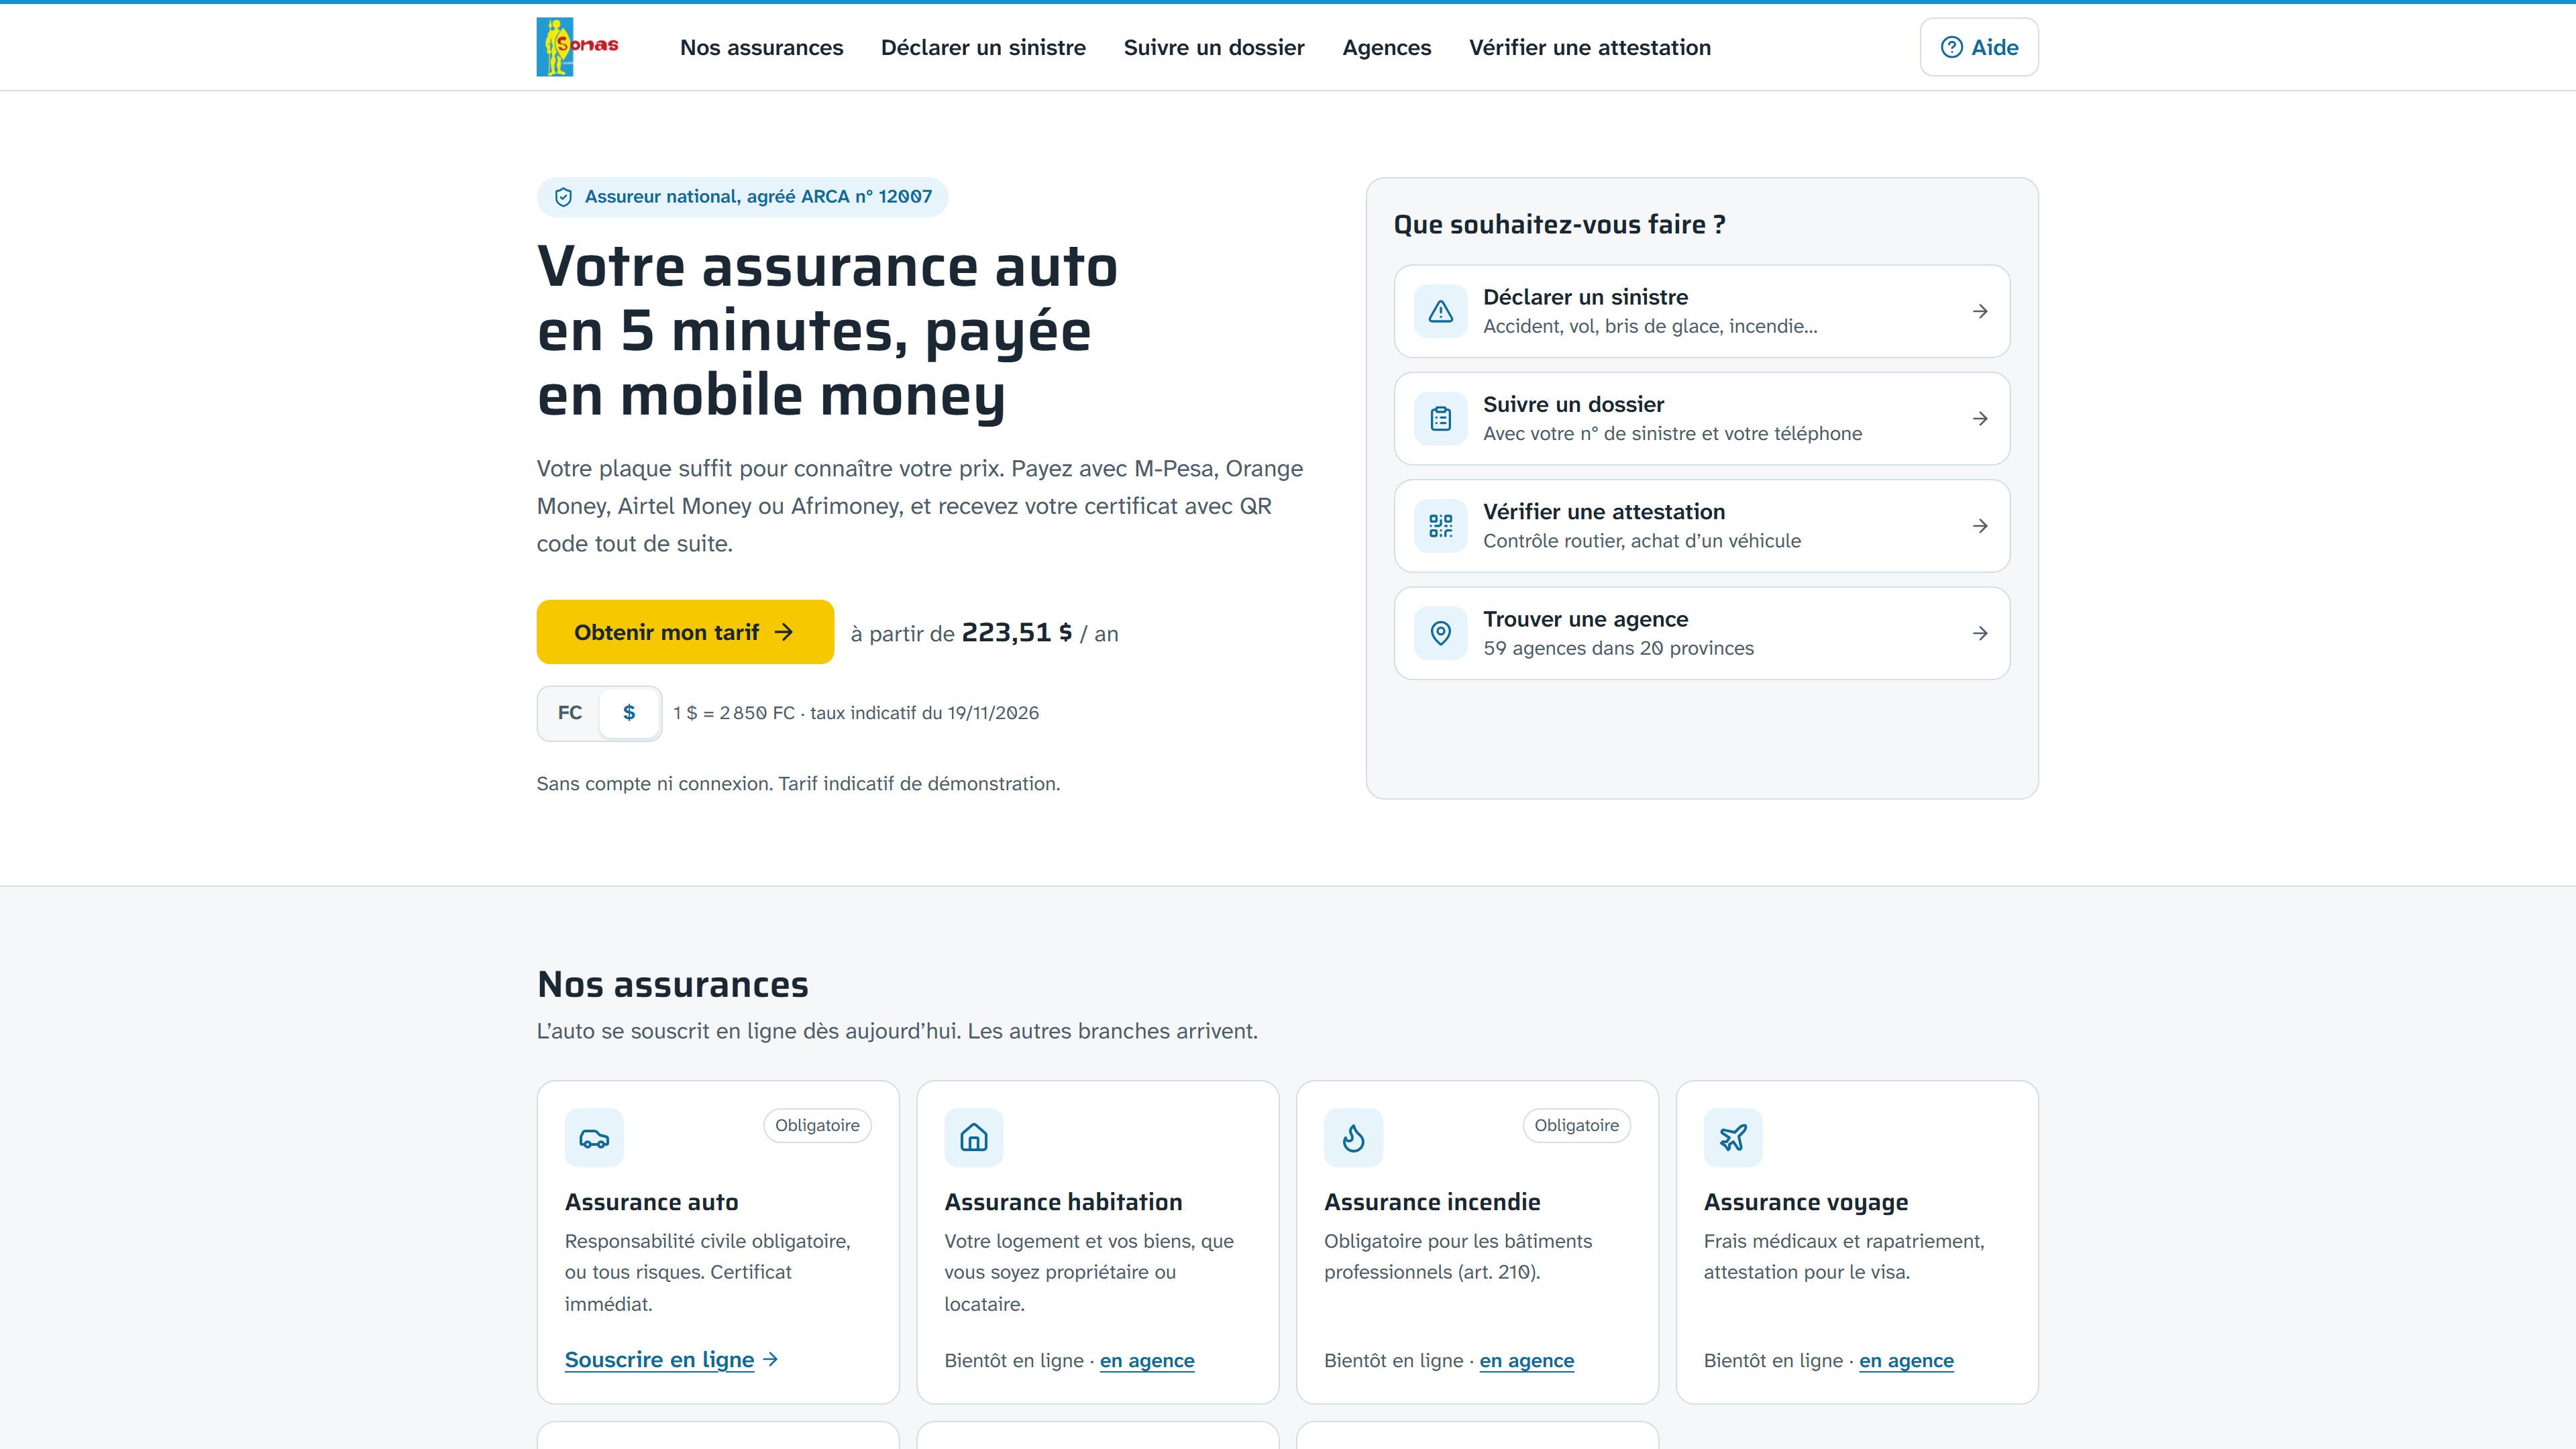 Sonas
Nos assurances
Déclarer un sinistre
Suivre un dossier
Agences
Vérifier une attestation
Aide
Assureur national, agréé ARCA n° 12007
Votre assurance auto
en 5 minutes, payée
en mobile money
Votre plaque suffit pour connaître votre prix. Payez avec M-Pesa, Orange
Money, Airtel Money ou Afrimoney, et recevez votre certificat avec QR
code tout de suite.
Obtenir mon tarif
à partir de 223,51 $ / an
FC
$
1 $ = 2 850 FC · taux indicatif du 19/11/2026
Sans compte ni connexion. Tarif indicatif de démonstration.
Que souhaitez-vous faire ?
Déclarer un sinistre
Accident, vol, bris de glace, incendie…
Suivre un dossier
Avec votre n° de sinistre et votre téléphone
Vérifier une attestation
Contrôle routier, achat d’un véhicule
Trouver une agence
59 agences dans 20 provinces
Nos assurances
L’auto se souscrit en ligne dès aujourd’hui. Les autres branches arrivent.
Obligatoire
Assurance auto
Responsabilité civile obligatoire,
ou tous risques. Certificat
immédiat.
Souscrire en ligne
Assurance habitation
Votre logement et vos biens, que
vous soyez propriétaire ou
locataire.
Bientôt en ligne · en agence
Obligatoire
Assurance incendie
Obligatoire pour les bâtiments
professionnels (art. 210).
Bientôt en ligne · en agence
Assurance voyage
Frais médicaux et rapatriement,
attestation pour le visa.
Bientôt en ligne · en agence